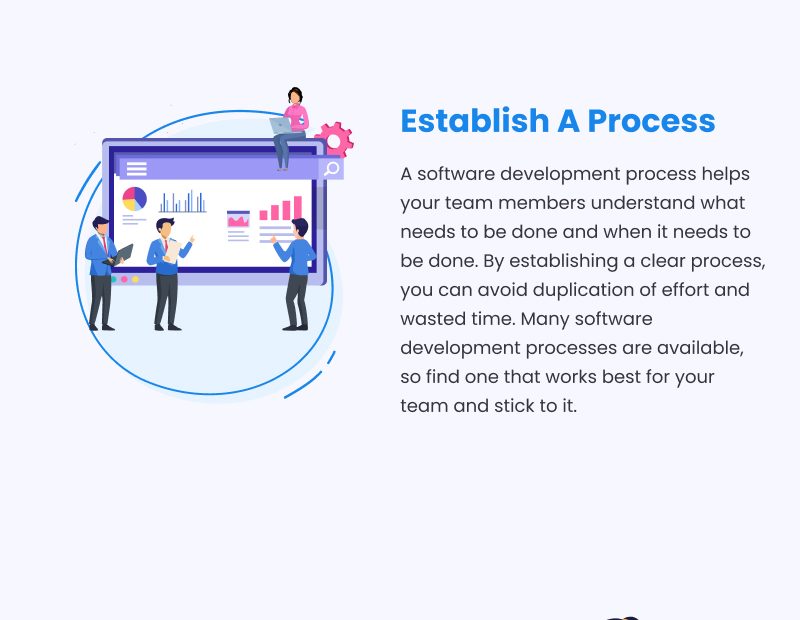 Establish A Process
A software development process helps
your team members understand what
needs to be done and when it needs to
be done. By establishing a clear process,
you can avoid duplication of effort and
wasted time. Many software
development processes are available,
so find one that works best for your
team and stick to it.